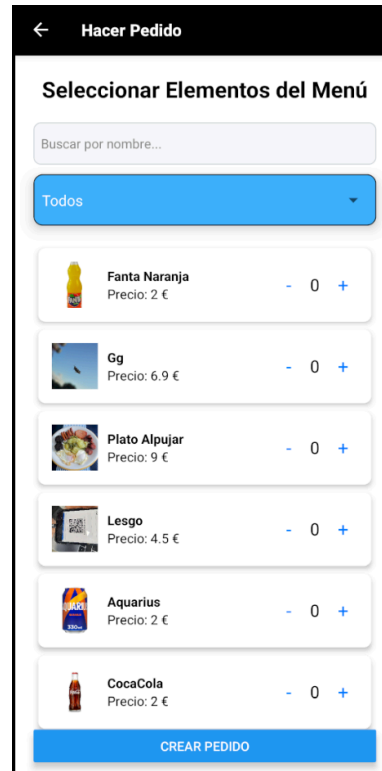 Hacer Pedido
Seleccionar Elementos del Menú
Buscar por nombre...
Todos
Fanta Naranja
Precio: 2 €
- 0 +
Gg
Precio: 6.9 €
- 0 +
Plato Alpujar
Precio: 9 €
- 0 +
Lesgo
Precio: 4.5 €
- 0 +
Aquarius
Precio: 2 €
- 0 +
CocaCola
Precio: 2 €
- 0 +
CREAR PEDIDO